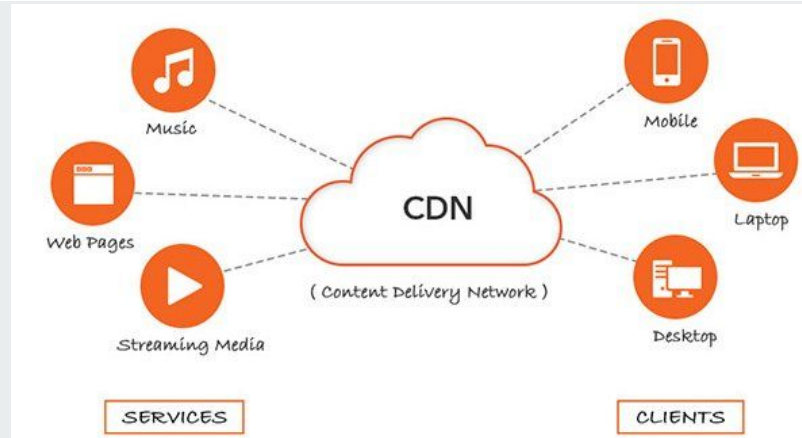 Music
Mobile
CDN
Web Pages
Laptop
( Content Delivery Network )
Streaming Media
Desktop
SERVICES
CLIENTS